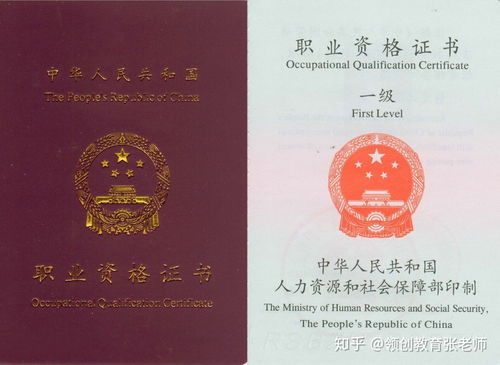 中华人民共和国
The People's Republic of China
职业资格证书
Occupational Qualification Certificate
职业资格证书
Occupational Qualification Certificate
一级
First Level
中华人民共和国
人力资源和社会保障部印制
The Ministry of Human Resources and Social Security,
The People's Republic of China
知乎 @领创教育张老师